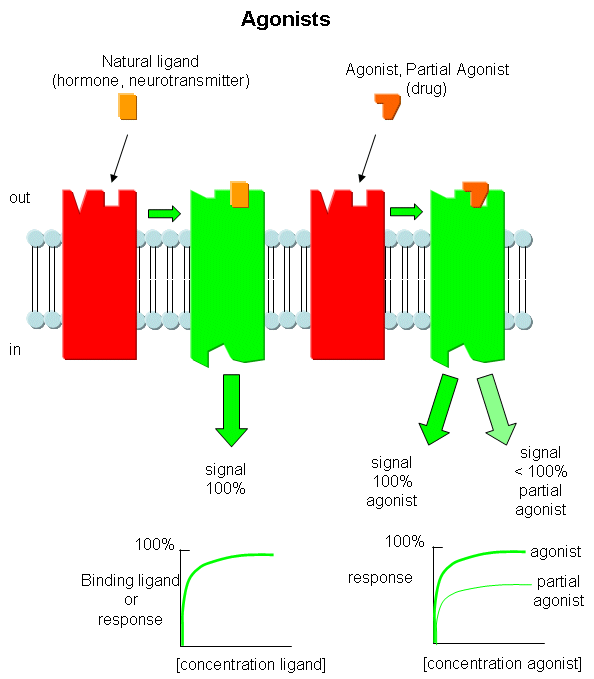 Agonists
Natural ligand
(hormone, neurotransmitter)
Agonist, Partial Agonist
(drug)
out
in
signal
100%
signal
100%
agonist
signal
< 100%
partial
agonist
100%
Binding ligand
or
response
[concentration ligand]
100%
response
agonist
partial
agonist
[concentration agonist]